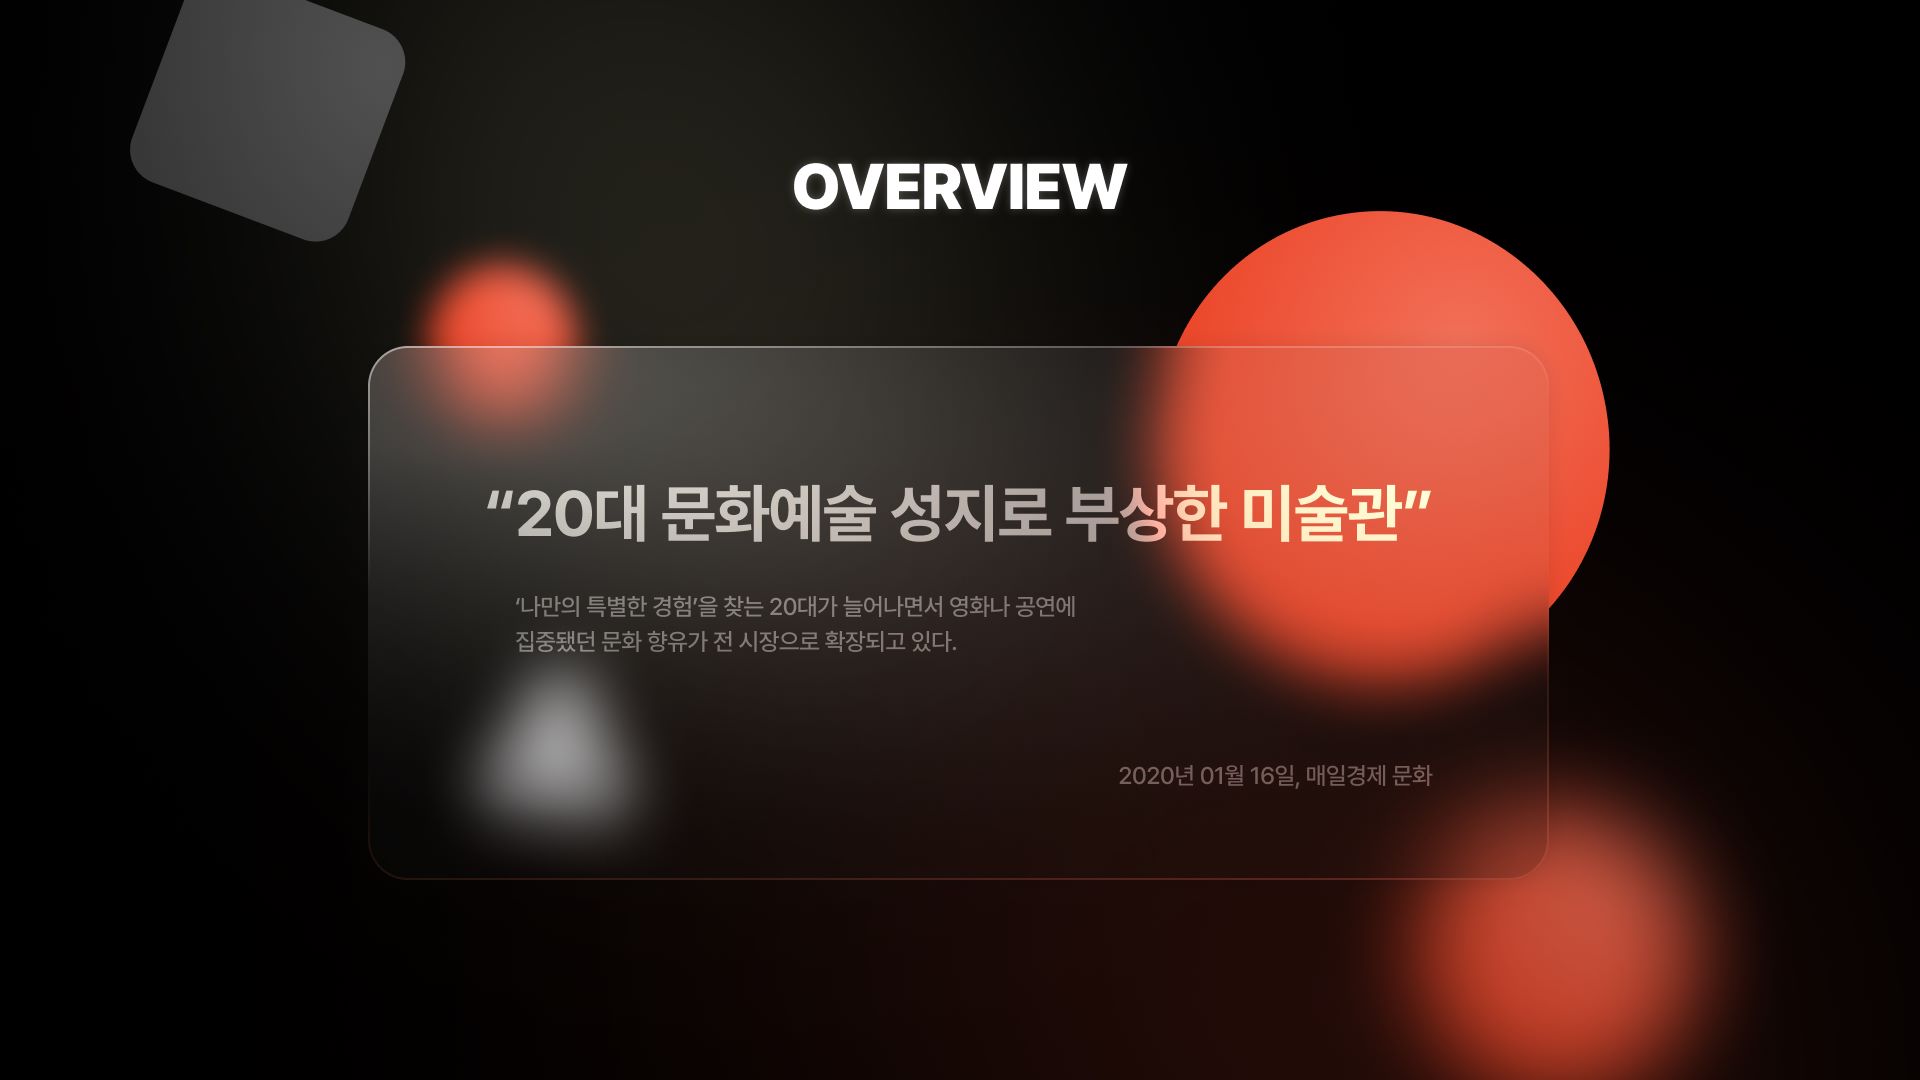 OVERVIEW
“20대 문화예술 성지로 부상한 미술관”
‘나만의 특별한 경험’을 찾는 20대가 늘어나면서 영화나 공연에
집중됐던 문화 향유가 전 시장으로 확장되고 있다.
2020년 01월 16일, 매일경제 문화